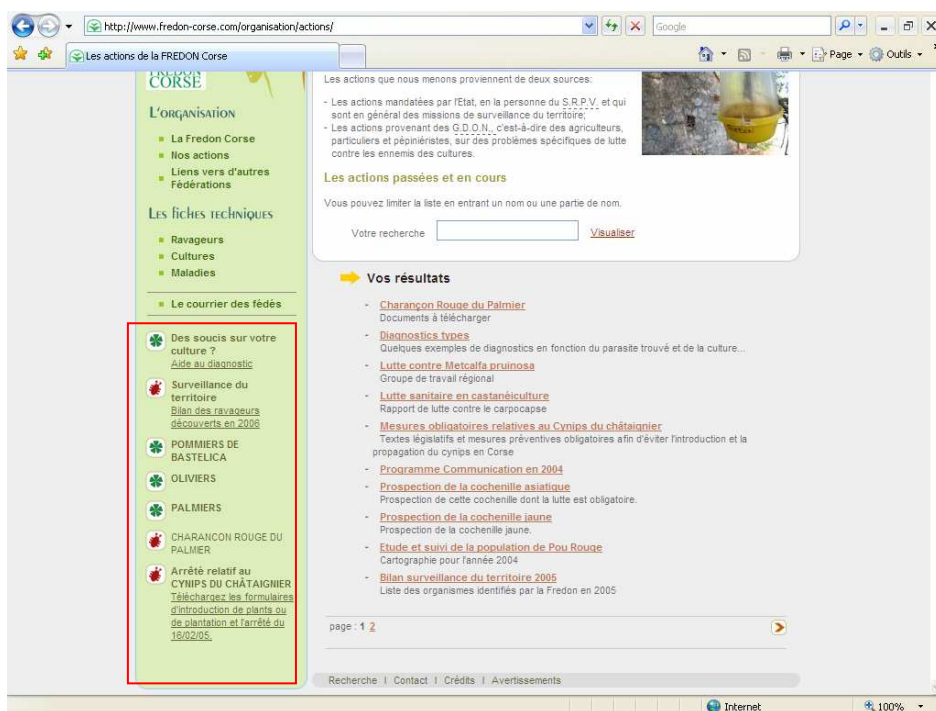 http://www.fredon-corse.com/organisation/actions/
Google
Les actions de la FREDON Corse
Page
Outils
CORSE
L'ORGANISATION
La Fredon Corse
Nos actions
Liens vers d'autres
Fédérations
LES fiches TECHNIQUES
Ravageurs
Cultures
Maladies
Le courrier des fédés
Des soucis sur votre
culture ?
Aide au diagnostic
Surveillance du
territoire
Bilan des ravageurs
découverts en 2006
POMMIERS DE
BASTELICA
OLIVIERS
PALMIERS
CHARANCON ROUGE DU
PALMIER
Arrêté relatif au
CYNIPS DU CHÂTAIGNIER
Téléchargez les formulaires
d'introduction de plants ou
de plantation et l'arrêté du
16/02/05.
Les actions que nous menons proviennent de deux sources:
- Les actions mandatées par l'Etat, en la personne du S.R.P.V. et qui
sont en général des missions de surveillance du territoire;
- Les actions provenant des G.D.O.N., c'est-à-dire des agriculteurs,
particuliers et pépiniéristes, sur des problèmes spécifiques de lutte
contre les ennemis des cultures.
Les actions passées et en cours
Vous pouvez limiter la liste en entrant un nom ou une partie de nom.
Votre recherche
Visualiser
Vos résultats
- Charançon Rouge du Palmier
Documents à télécharger
- Diagnostics types
Quelques exemples de diagnostics en fonction du parasite trouvé et de la culture...
- Lutte contre Metcalfa pruinosa
Groupe de travail régional
- Lutte sanitaire en castanéiculture
Rapport de lutte contre le carpocapse
- Mesures obligatoires relatives au Cynips du châtaignier
Textes législatifs et mesures préventives obligatoires afin d'éviter l'introduction et la
propagation du cynips en Corse
- Programme Communication en 2004
- Prospection de la cochenille asiatique
Prospection de cette cochenille dont la lutte est obligatoire.
- Prospection de la cochenille jaune
Prospection de la cochenille jaune.
- Etude et suivi de la population de Pou Rouge
Cartographie pour l'année 2004
- Bilan surveillance du territoire 2005
Liste des organismes identifiés par la Fredon en 2005
page : 1 2
Recherche | Contact | Crédits | Avertissements
Internet
100%